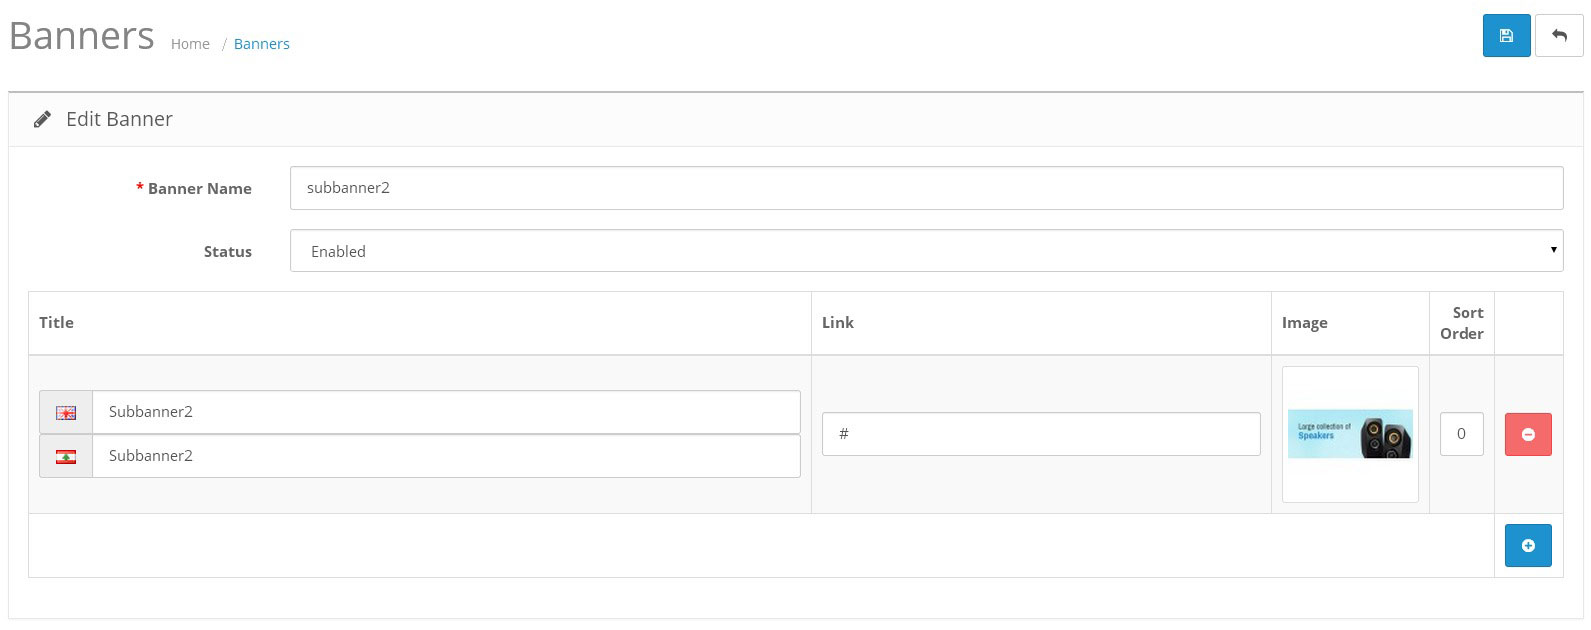 Banners Home / Banners
Edit Banner
* Banner Name subbanner2
Status Enabled
Title Link Image Sort
Order
Subbanner2
Subbanner2
#
Large collection of
Speakers
0